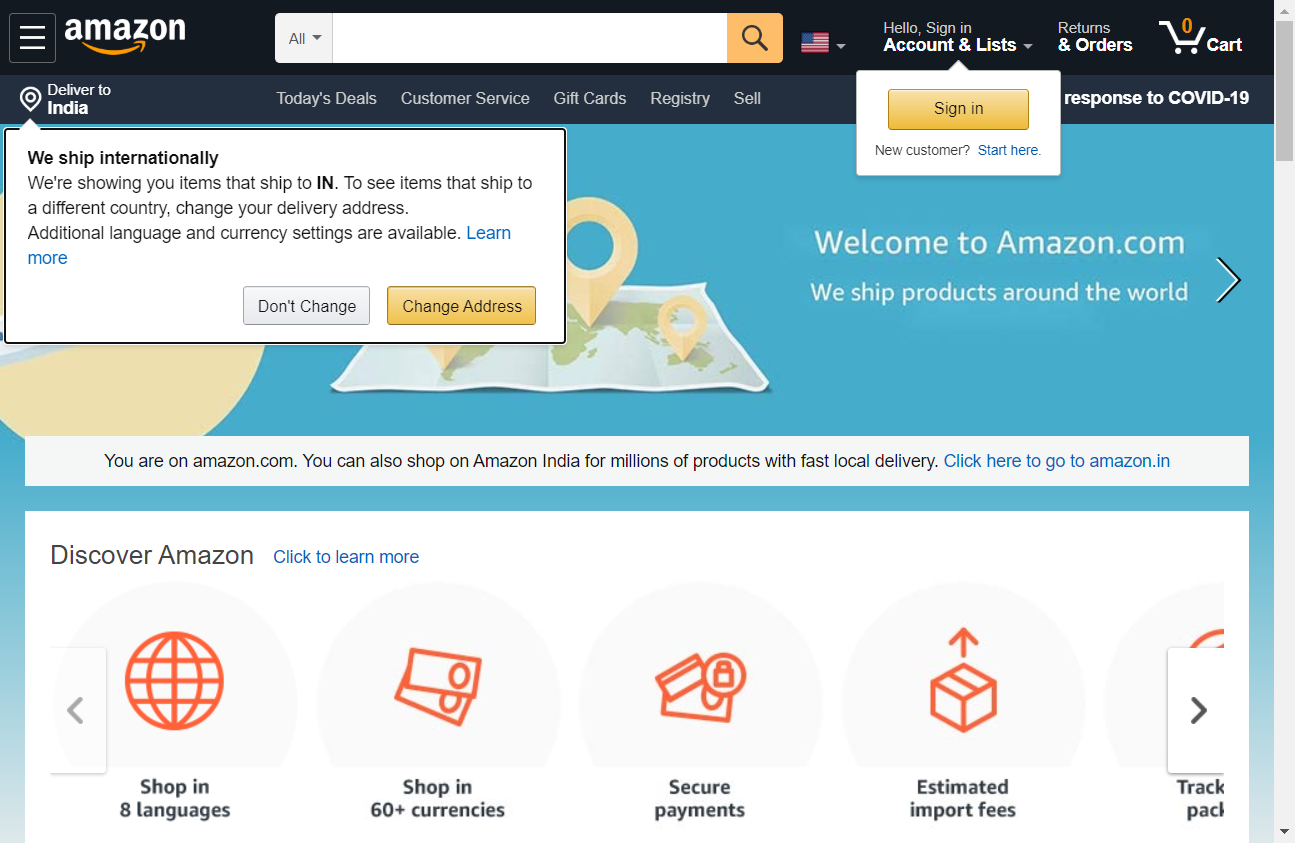 amazon
All
Hello, Sign in
Account & Lists
Returns
& Orders
0
Cart
Deliver to
India
Today's Deals
Customer Service
Gift Cards
Registry
Sell
response to COVID-19
Sign in
New customer? Start here.
We ship internationally
We're showing you items that ship to IN. To see items that ship to
a different country, change your delivery address.
Additional language and currency settings are available. Learn
more
Don't Change
Change Address
Welcome to Amazon.com
We ship products around the world
You are on amazon.com. You can also shop on Amazon India for millions of products with fast local delivery. Click here to go to amazon.in
Discover Amazon
Click to learn more
Shop in
8 languages
Shop in
60+ currencies
Secure
payments
Estimated
import fees
Track
pack